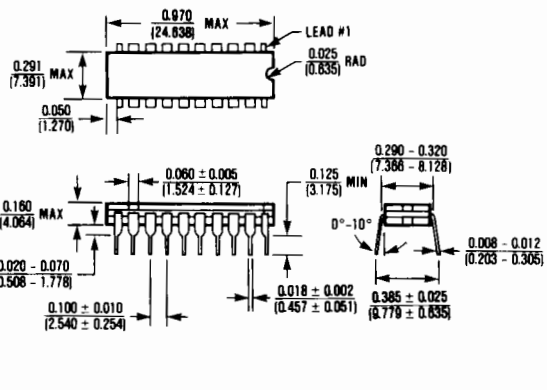 0.970 MAX
(24.638)
LEAD #1
0.025 RAD
(0.635)
0.291 MAX
(7.391)
0.050
(1.270)
0.060 ± 0.005
(1.524 ± 0.127)
0.125 MIN
(3.175)
0.290 – 0.320
(7.366 – 8.128)
0.160 MAX
(4.064)
0°–10°
0.008 – 0.012
(0.203 – 0.305)
0.020 – 0.070
(0.508 – 1.778)
0.100 ± 0.010
(2.540 ± 0.254)
0.018 ± 0.002
(0.457 ± 0.051)
0.385 ± 0.025
(9.779 ± 0.635)